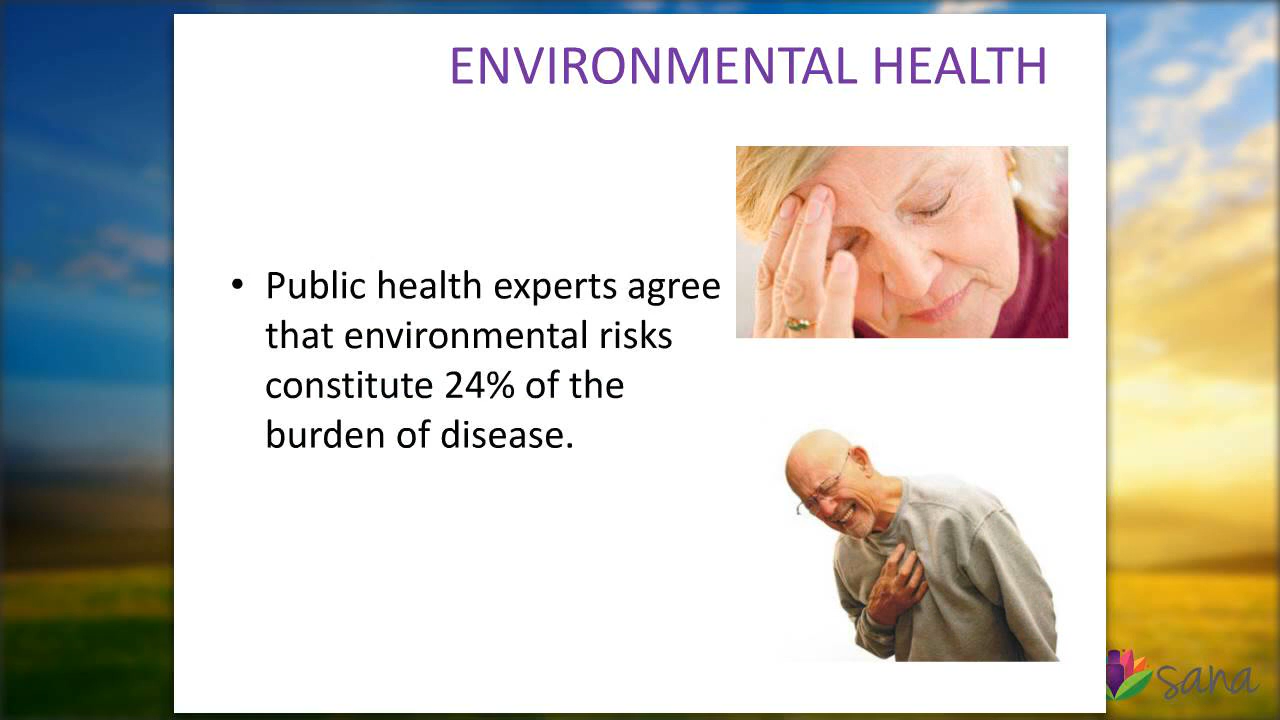 ENVIRONMENTAL HEALTH
• Public health experts agree
that environmental risks
constitute 24% of the
burden of disease.
sana